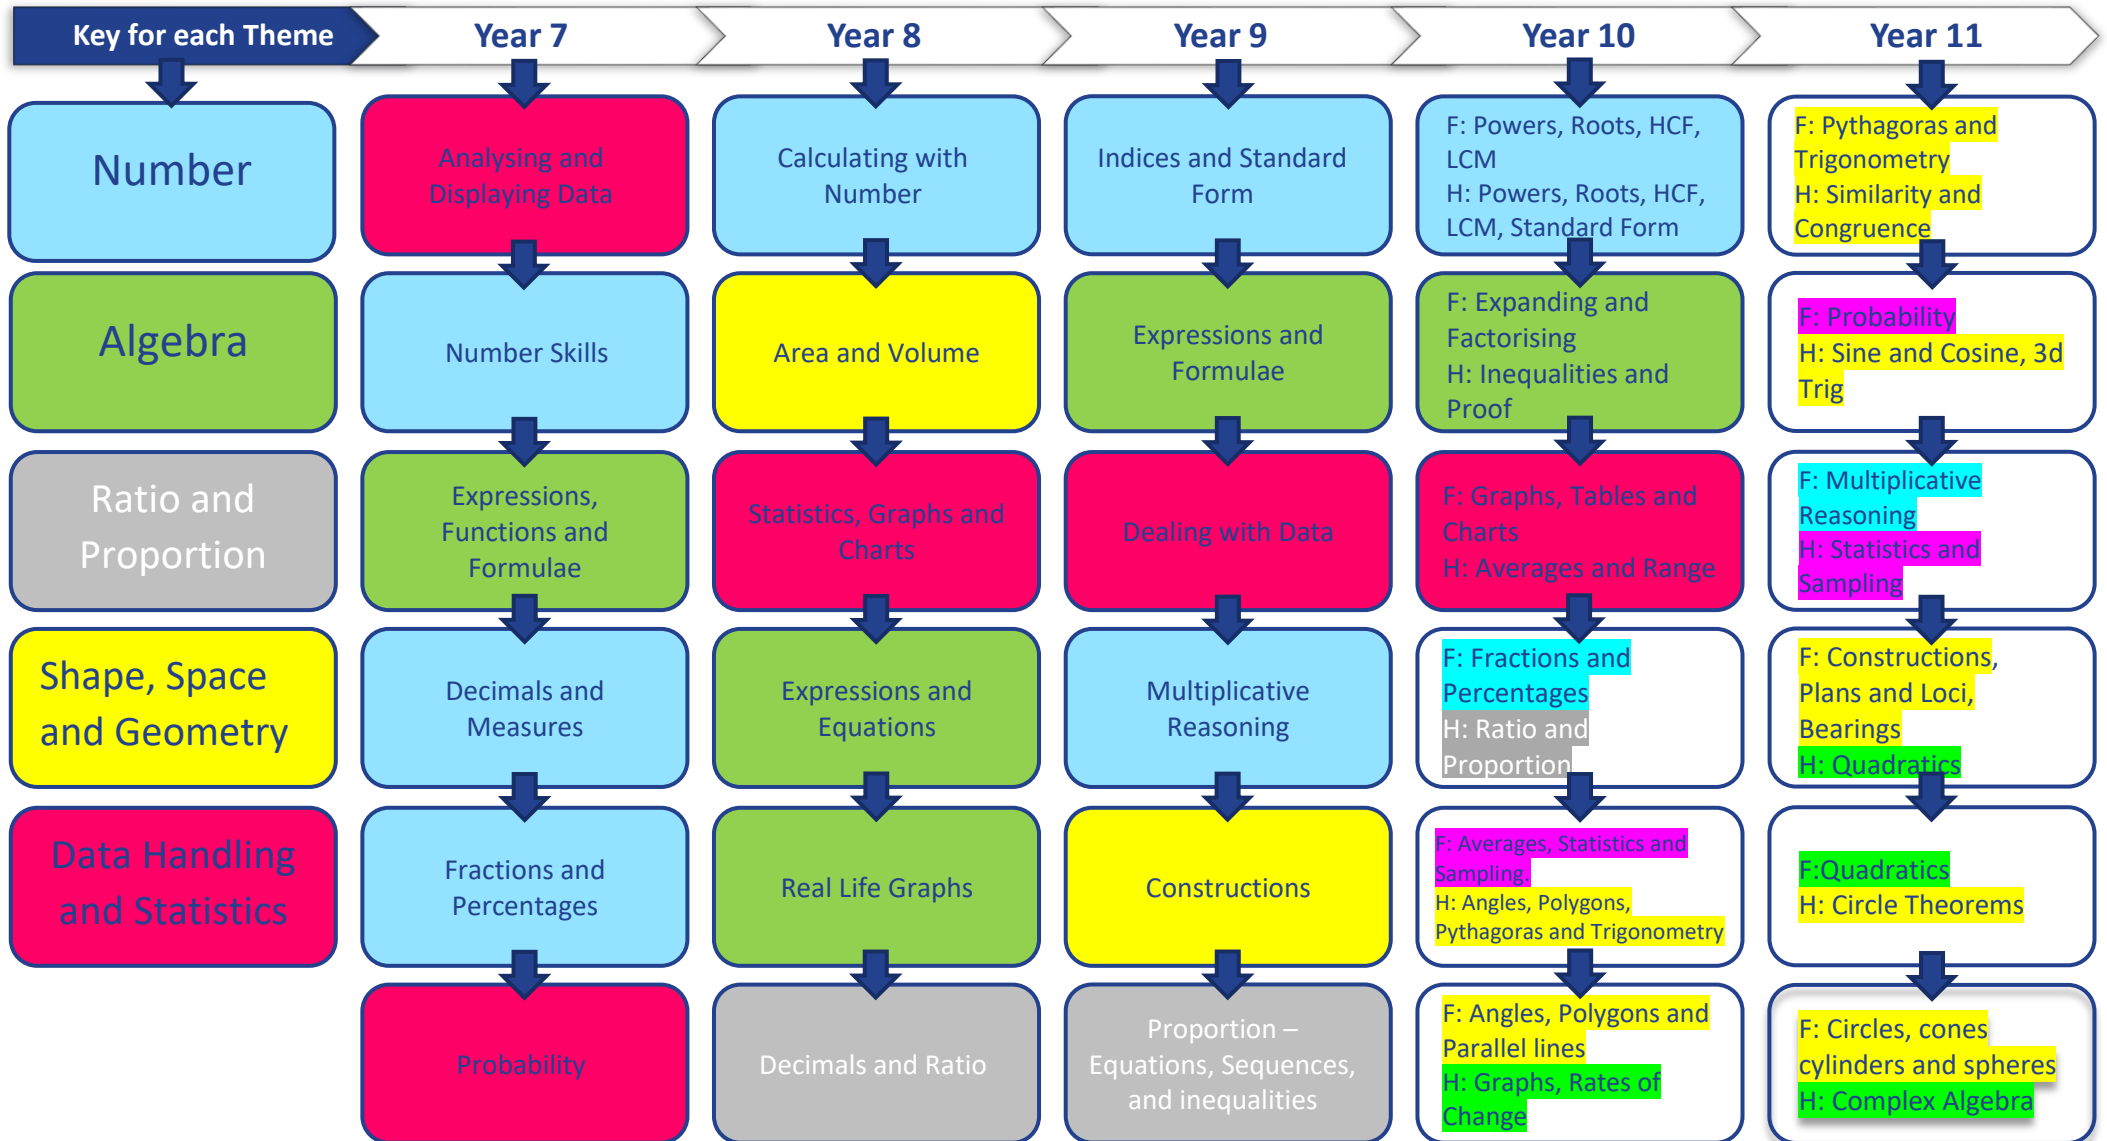 Key for each Theme
Year 7
Year 8
Year 9
Year 10
Year 11
Number
Analysing and
Displaying Data
Calculating with
Number
Indices and Standard
Form
F: Powers, Roots, HCF,
LCM
H: Powers, Roots, HCF,
LCM, Standard Form
F: Pythagoras and
Trigonometry
H: Similarity and
Congruence
Algebra
Number Skills
Area and Volume
Expressions and
Formulae
F: Expanding and
Factorising
H: Inequalities and
Proof
F: Probability
H: Sine and Cosine, 3d
Trig
Ratio and
Proportion
Expressions,
Functions and
Formulae
Statistics, Graphs and
Charts
Dealing with Data
F: Graphs, Tables and
Charts
H: Averages and Range
F: Multiplicative
Reasoning
H: Statistics and
Sampling
Shape, Space
and Geometry
Decimals and
Measures
Expressions and
Equations
Multiplicative
Reasoning
F: Fractions and
Percentages
H: Ratio and
Proportion
F: Constructions,
Plans and Loci,
Bearings
H: Quadratics
Data Handling
and Statistics
Fractions and
Percentages
Real Life Graphs
Constructions
F: Averages, Statistics and
Sampling.
H: Angles, Polygons,
Pythagoras and Trigonometry
F:Quadratics
H: Circle Theorems
Probability
Decimals and Ratio
Proportion –
Equations, Sequences,
and inequalities
F: Angles, Polygons and
Parallel lines
H: Graphs, Rates of
Change
F: Circles, cones
cylinders and spheres
H: Complex Algebra